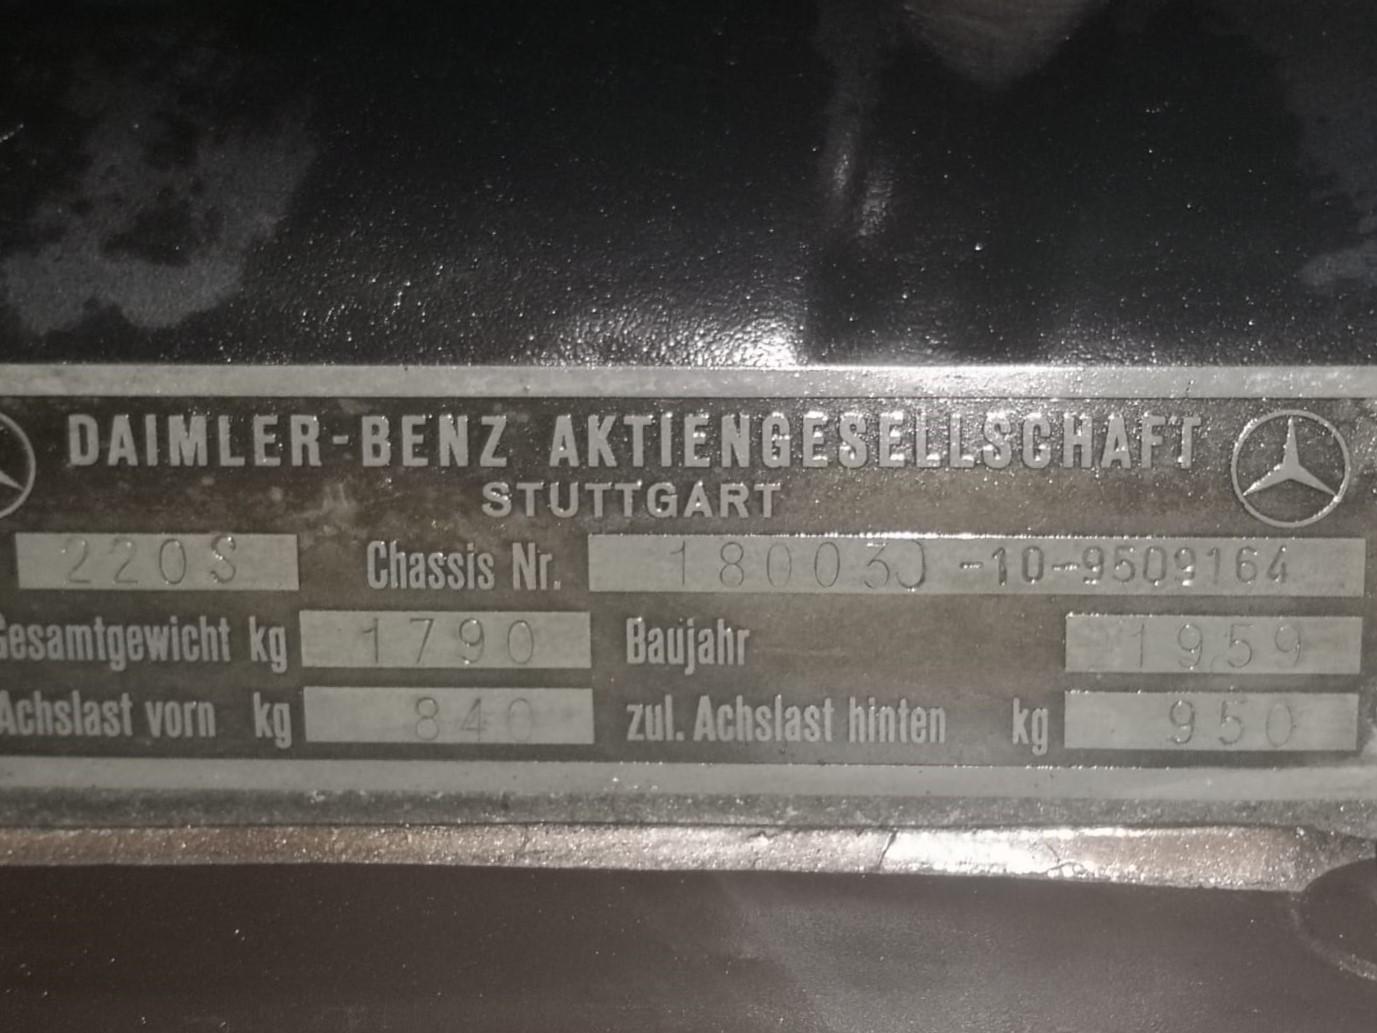 DAIMLER-BENZ AKTIENGESELLSCHAFT
STUTTGART
220S Chassis Nr. 180030-10-9509164
Gesamtgewicht kg 1790 Baujahr 1959
Achslast vorn kg 840 zul. Achslast hinten kg 950